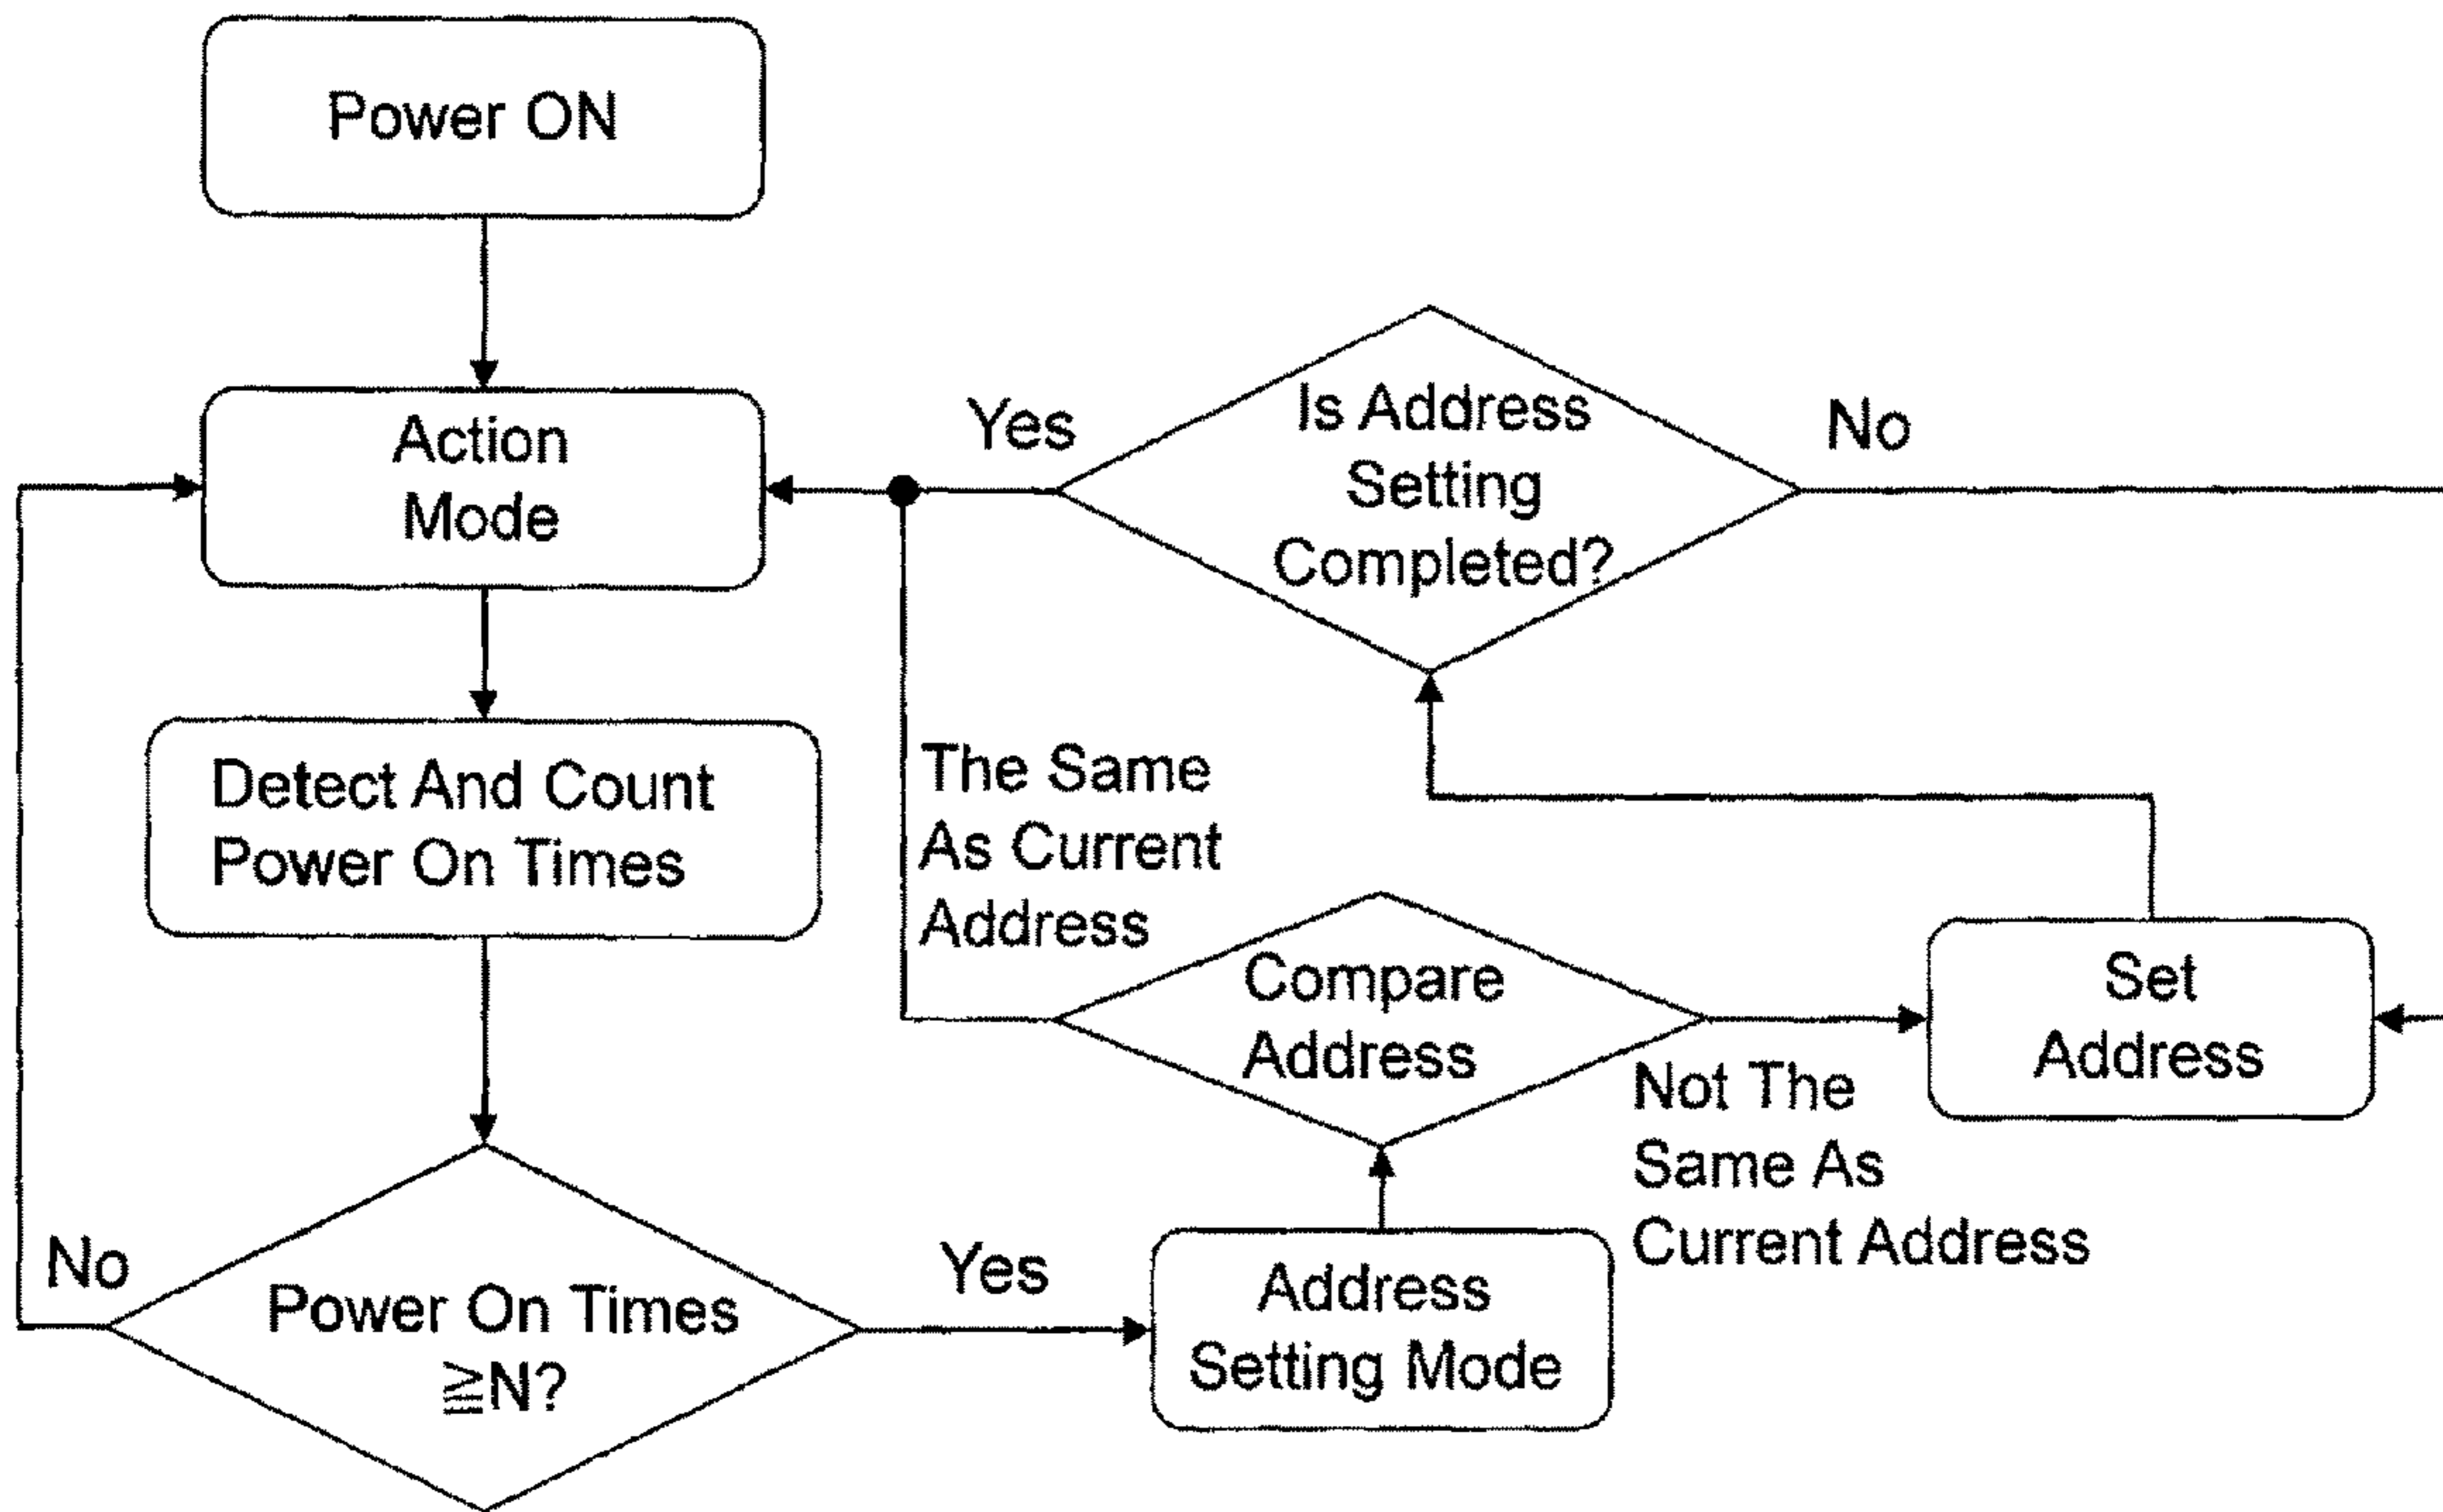 Power ON
Action
Mode
Yes
Is Address
Setting
Completed?
No
Detect And Count
Power On Times
The Same
As Current
Address
Compare
Address
Set
Address
Not The
Same As
Current Address
No
Power On Times
≧N?
Yes
Address
Setting Mode